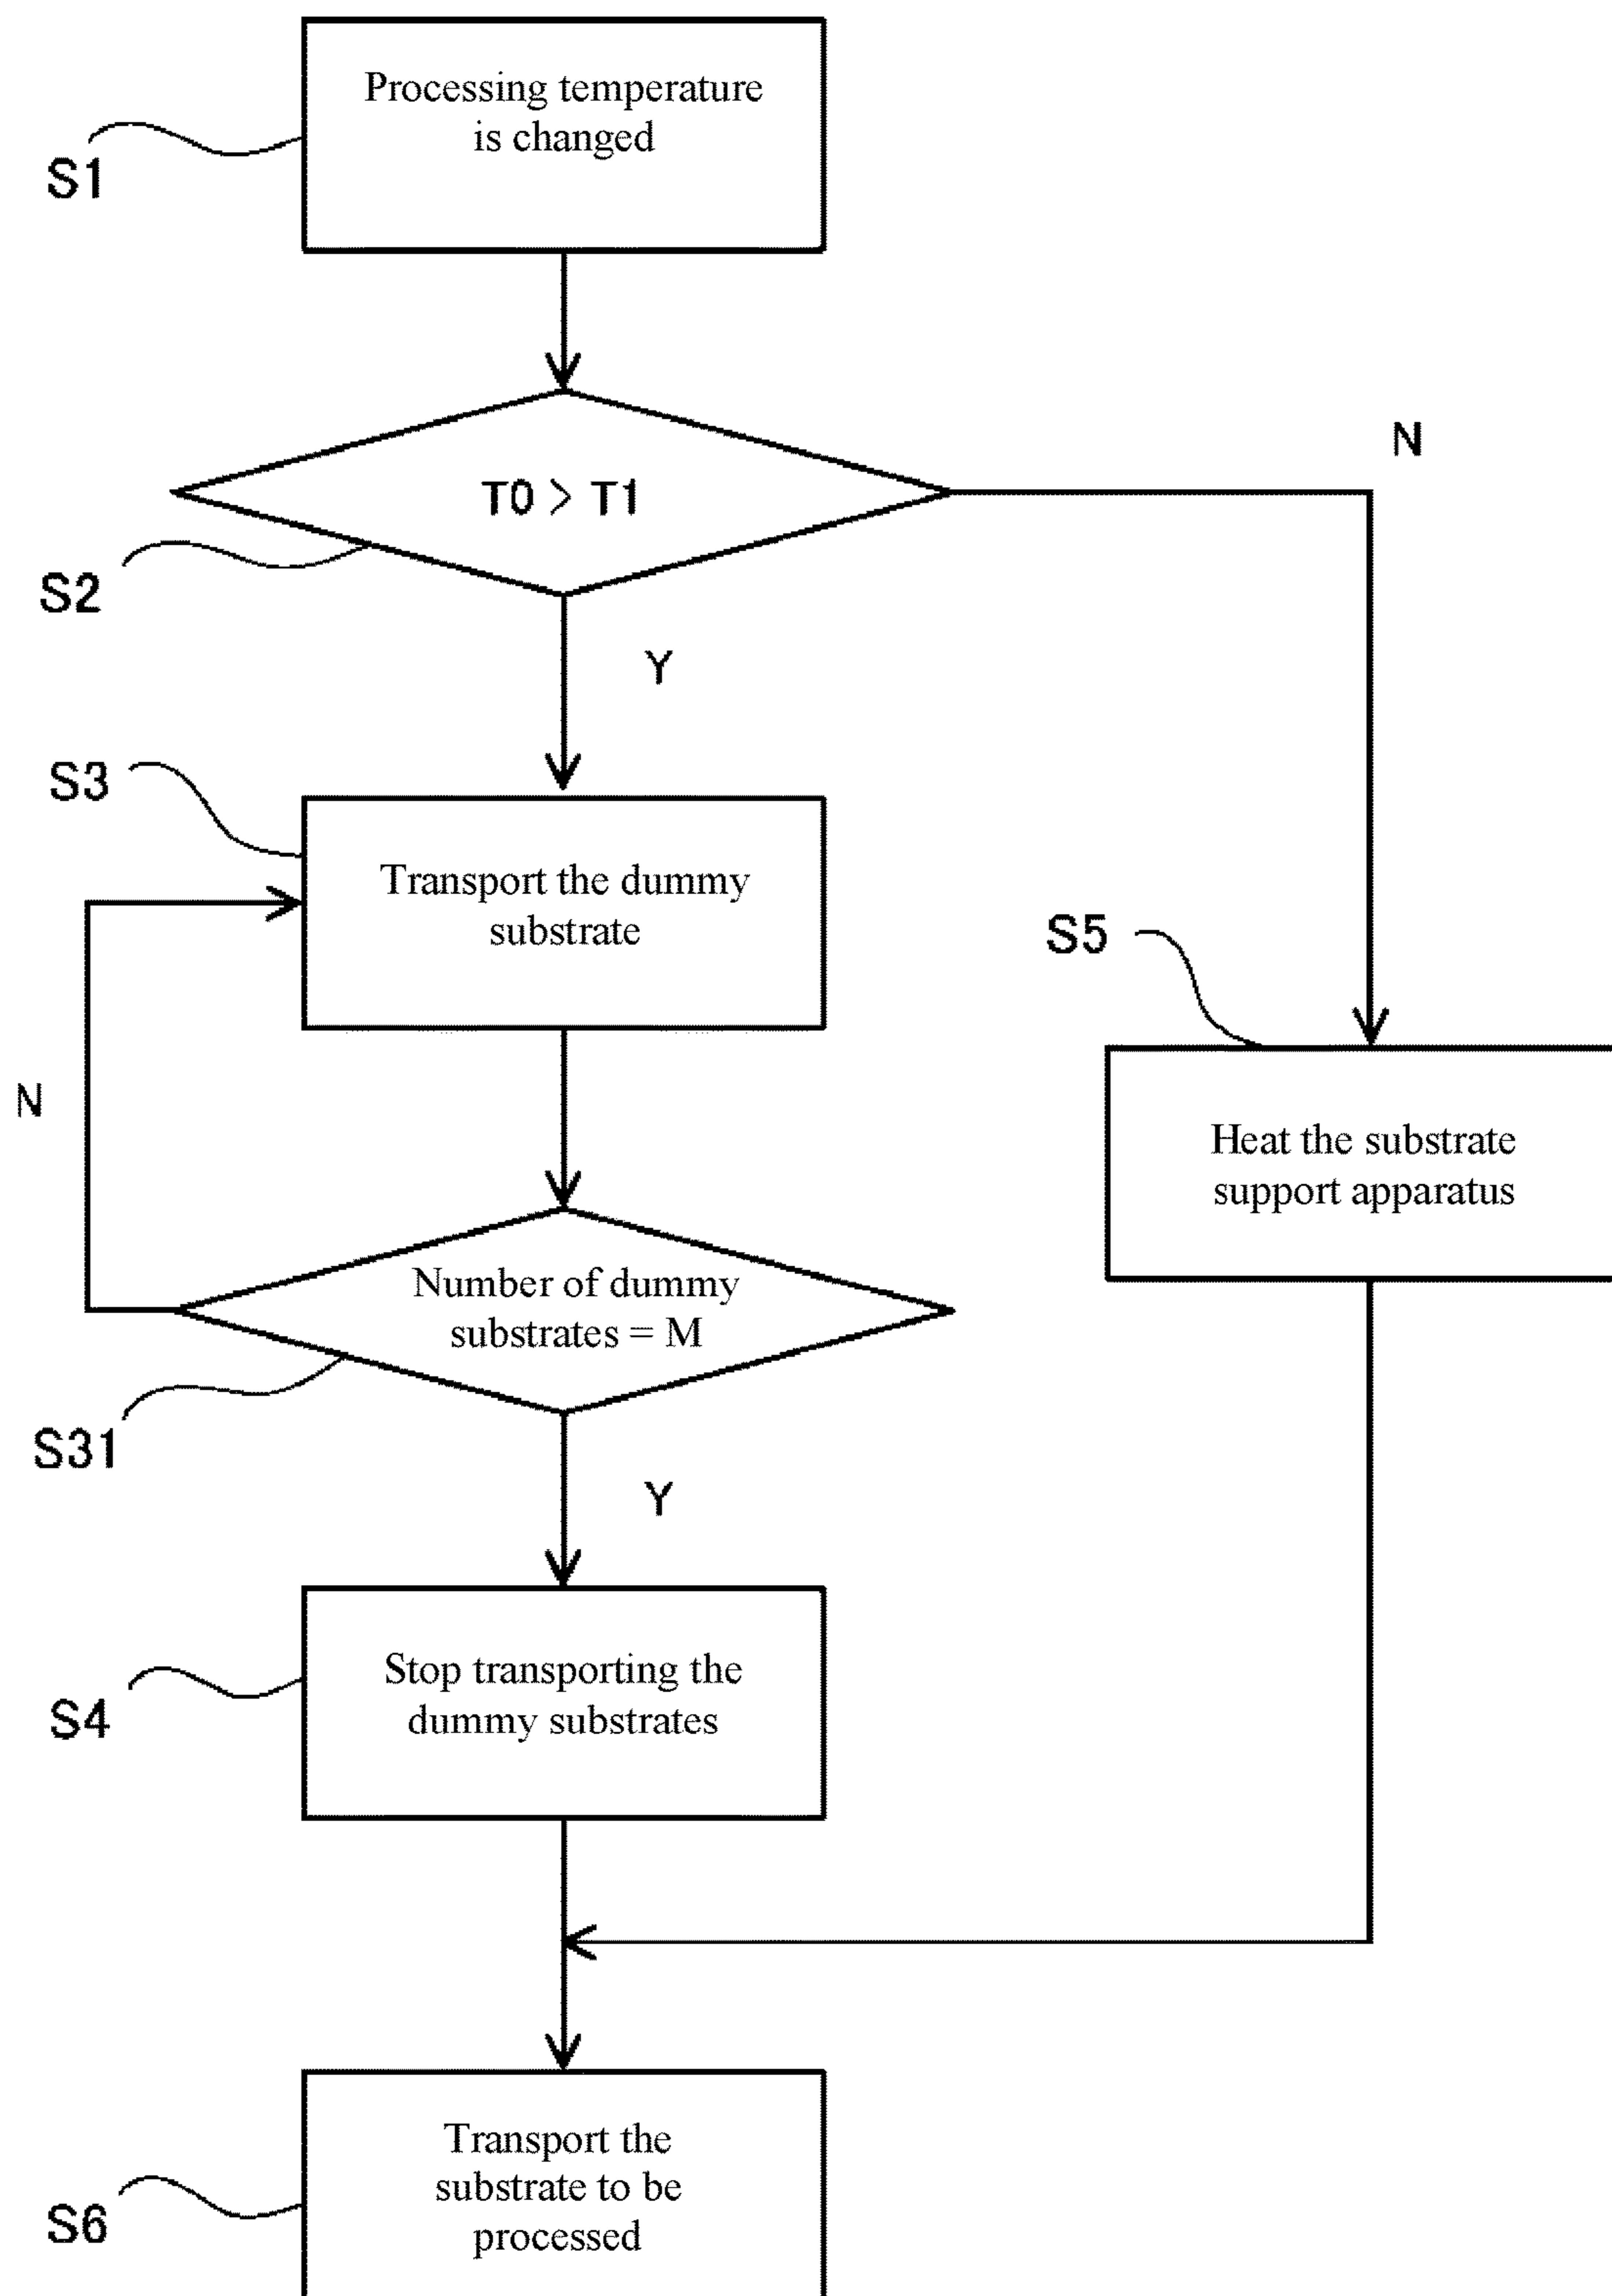 Processing temperature
is changed
S1
N
T0 > T1
S2
Y
S3
Transport the dummy
substrate
S5
N
Heat the substrate
support apparatus
Number of dummy
substrates = M
S31
Y
Stop transporting the
dummy substrates
S4
Transport the
substrate to be
processed
S6